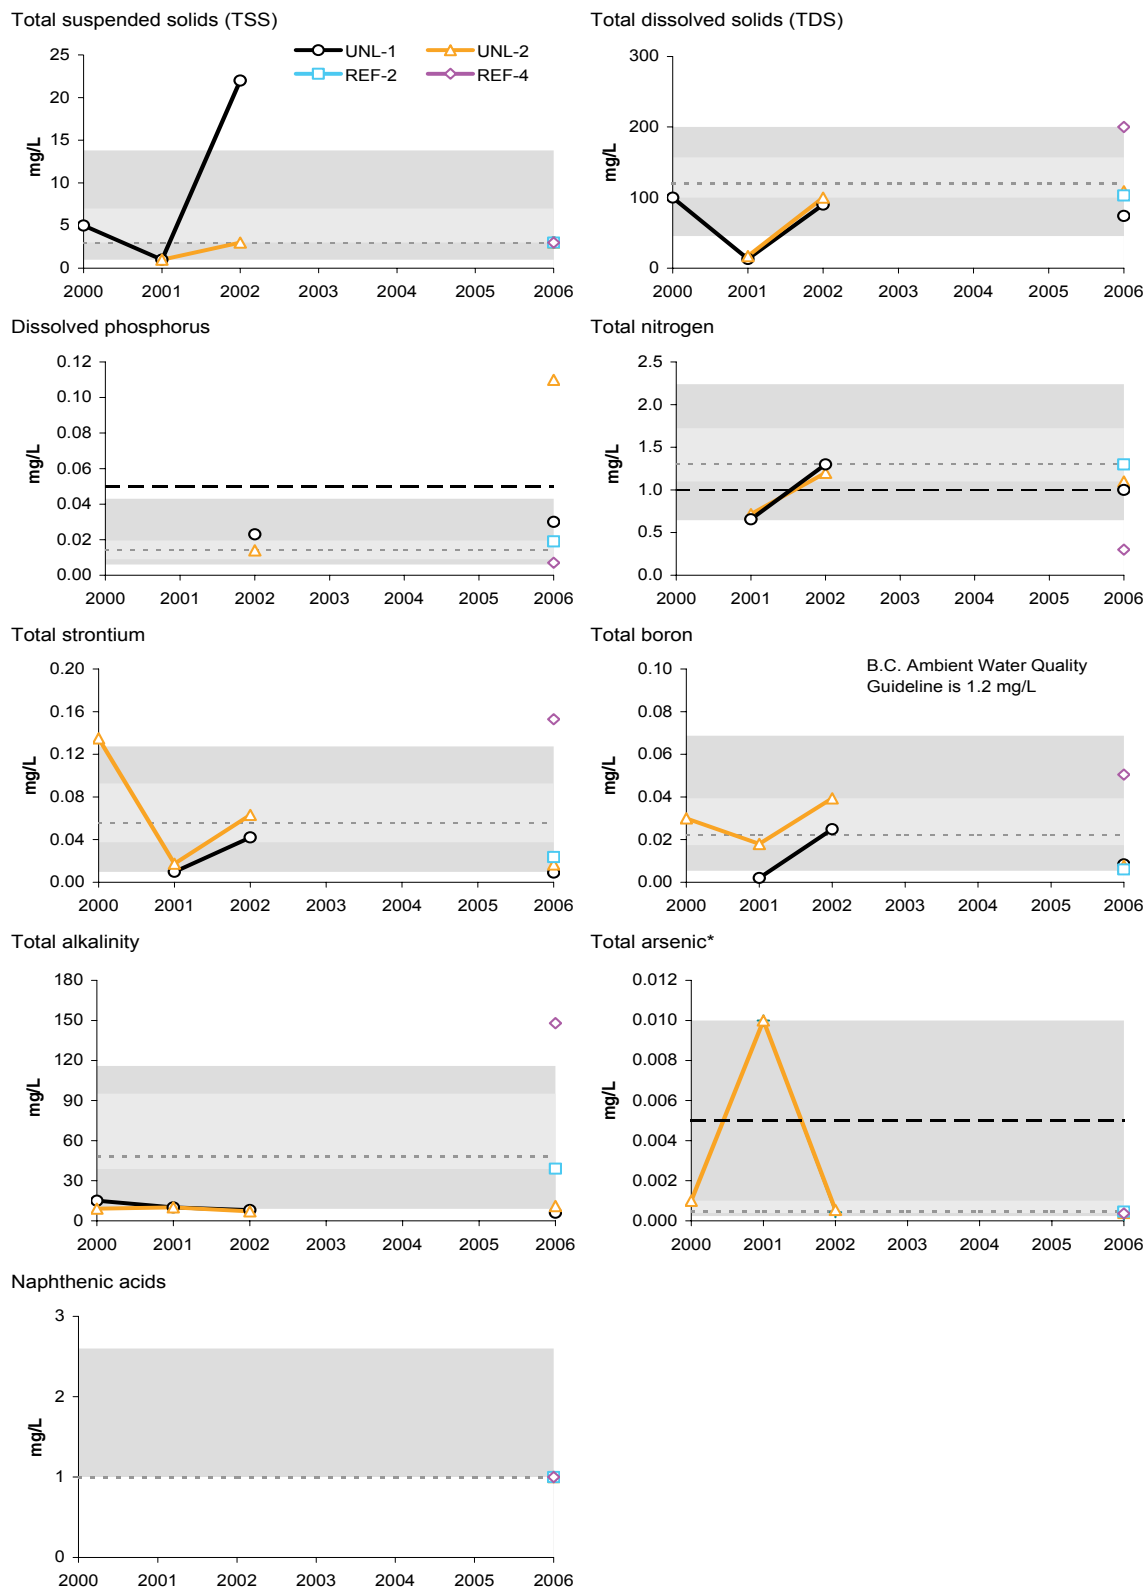 Total suspended solids (TSS)
UNL-1 UNL-2
REF-2 REF-4
mg/L
25
20
15
10
5
0
2000 2001 2002 2003 2004 2005 2006
Total dissolved solids (TDS)
mg/L
300
200
100
0
2000 2001 2002 2003 2004 2005 2006
Dissolved phosphorus
mg/L
0.12
0.10
0.08
0.06
0.04
0.02
0.00
2000 2001 2002 2003 2004 2005 2006
Total nitrogen
mg/L
2.5
2.0
1.5
1.0
0.5
0.0
2000 2001 2002 2003 2004 2005 2006
Total strontium
mg/L
0.20
0.16
0.12
0.08
0.04
0.00
2000 2001 2002 2003 2004 2005 2006
Total boron
B.C. Ambient Water Quality
Guideline is 1.2 mg/L
mg/L
0.10
0.08
0.06
0.04
0.02
0.00
2000 2001 2002 2003 2004 2005 2006
Total alkalinity
mg/L
180
150
120
90
60
30
0
2000 2001 2002 2003 2004 2005 2006
Total arsenic*
mg/L
0.012
0.010
0.008
0.006
0.004
0.002
0.000
2000 2001 2002 2003 2004 2005 2006
Naphthenic acids
mg/L
3
2
1
0
2000 2001 2002 2003 2004 2005 2006